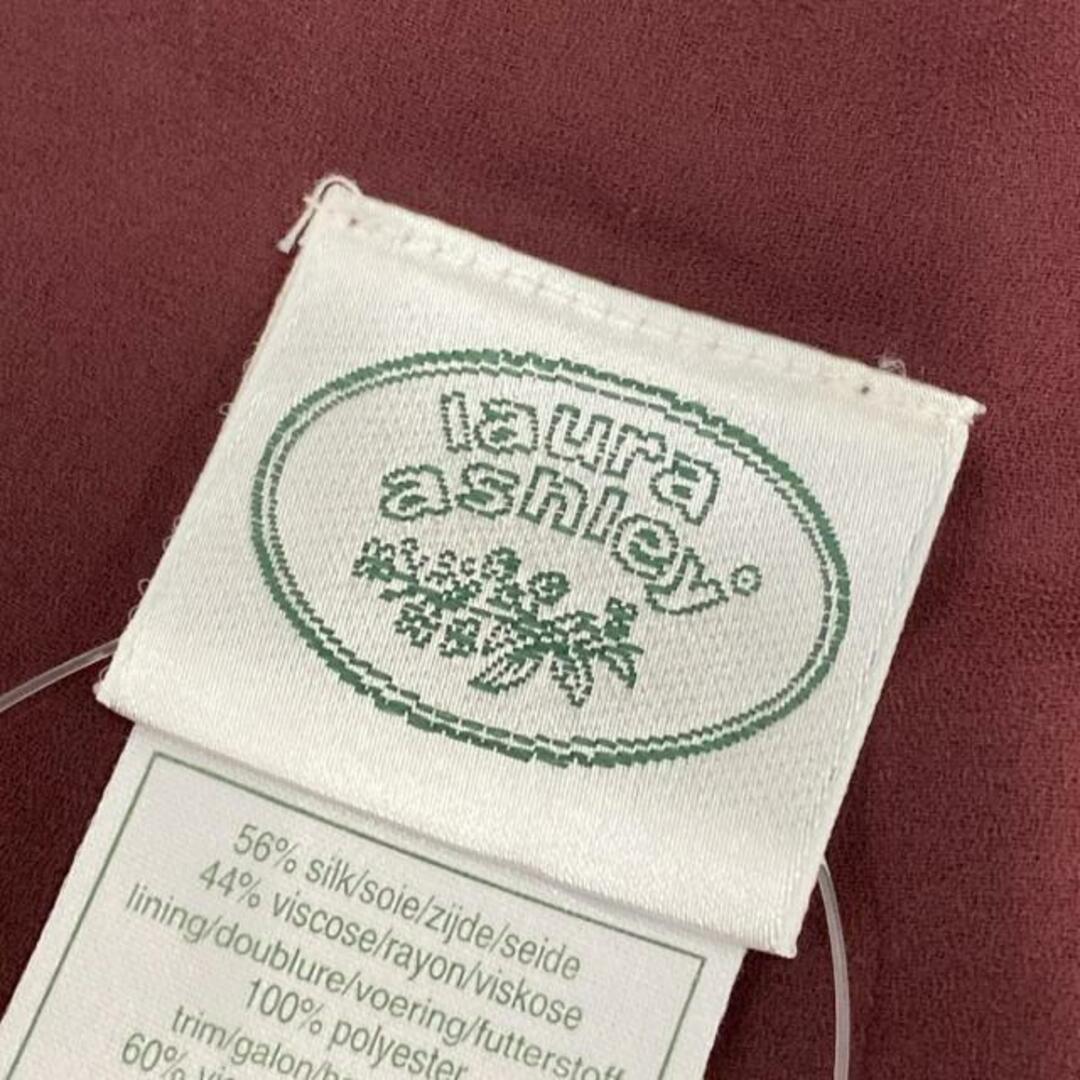 laura
ashley®
56% silk/soie/zijde/seide
44% viscose/rayon/viskose
lining/doublure/voering/futterstoff
100% polyester
trim/galon/
60%